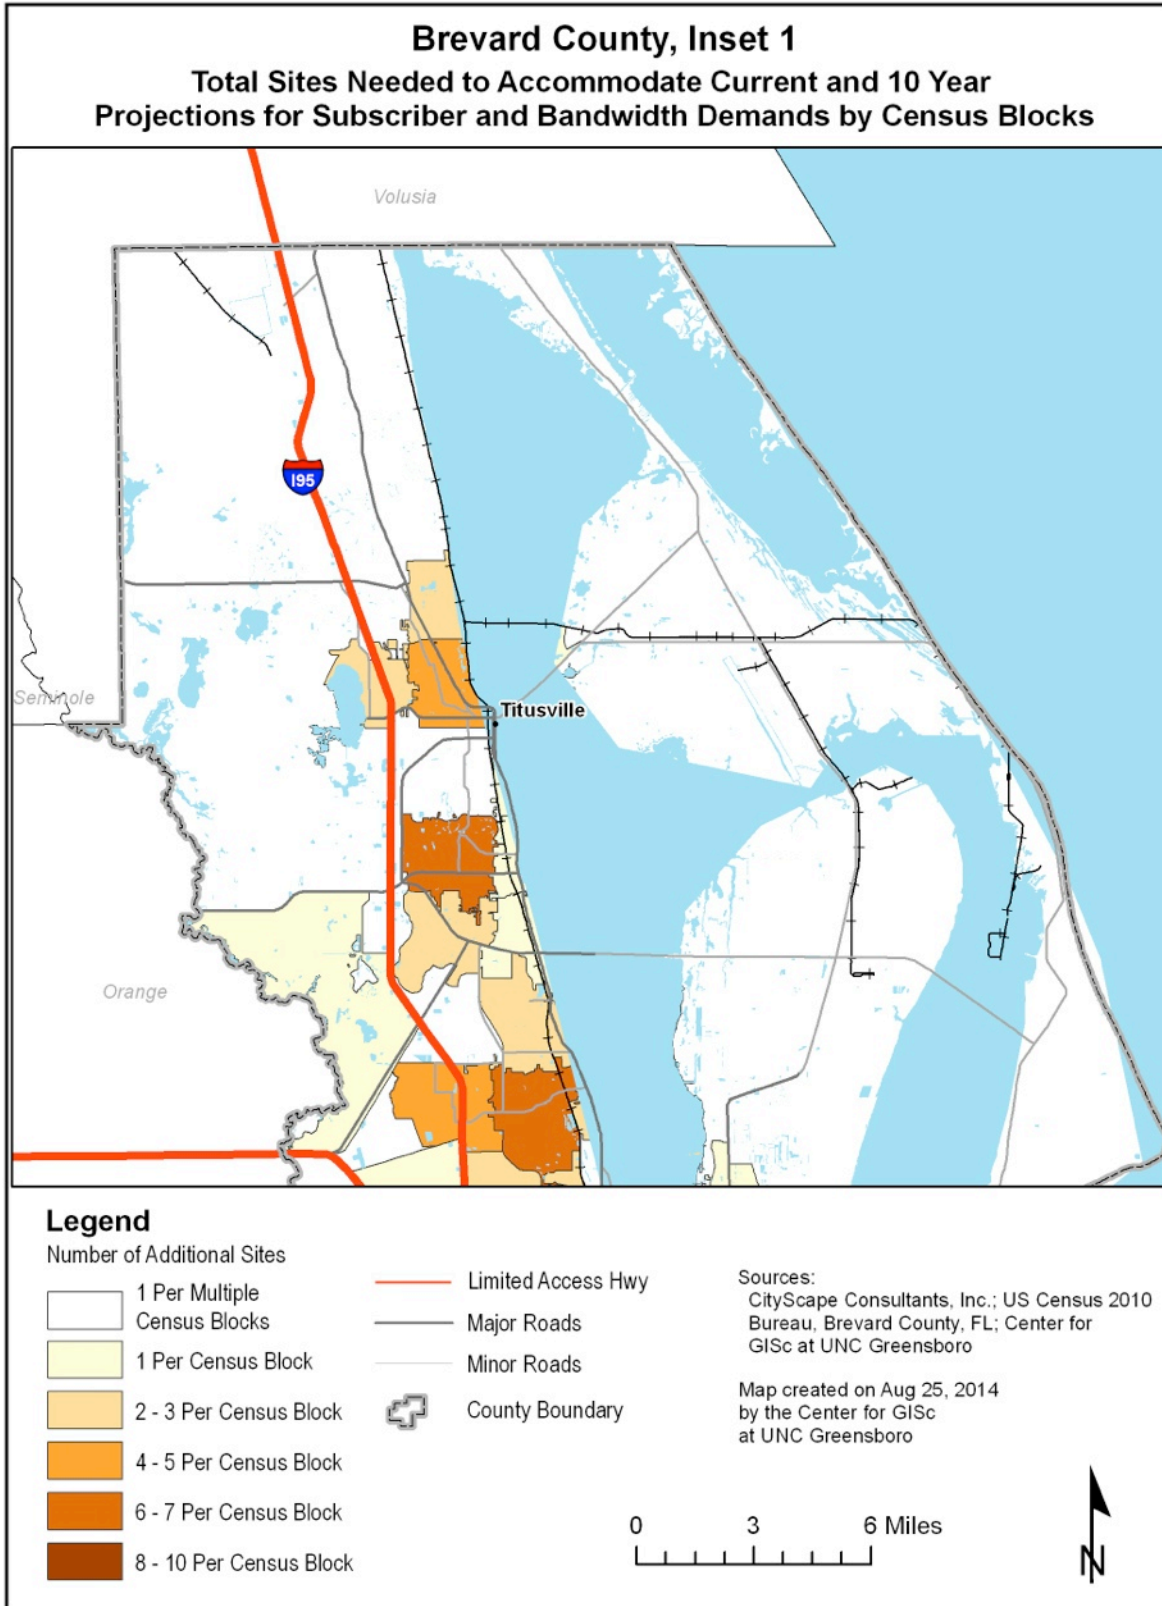 Brevard County, Inset 1
Total Sites Needed to Accommodate Current and 10 Year
Projections for Subscriber and Bandwidth Demands by Census Blocks
Volusia
I95
Seminole
Titusville
Orange
Legend
Number of Additional Sites
1 Per Multiple
Census Blocks
1 Per Census Block
2 - 3 Per Census Block
4 - 5 Per Census Block
6 - 7 Per Census Block
8 - 10 Per Census Block
Limited Access Hwy
Major Roads
Minor Roads
County Boundary
Sources:
CityScape Consultants, Inc.; US Census 2010
Bureau, Brevard County, FL; Center for
GISc at UNC Greensboro
Map created on Aug 25, 2014
by the Center for GISc
at UNC Greensboro
0 3 6 Miles
N